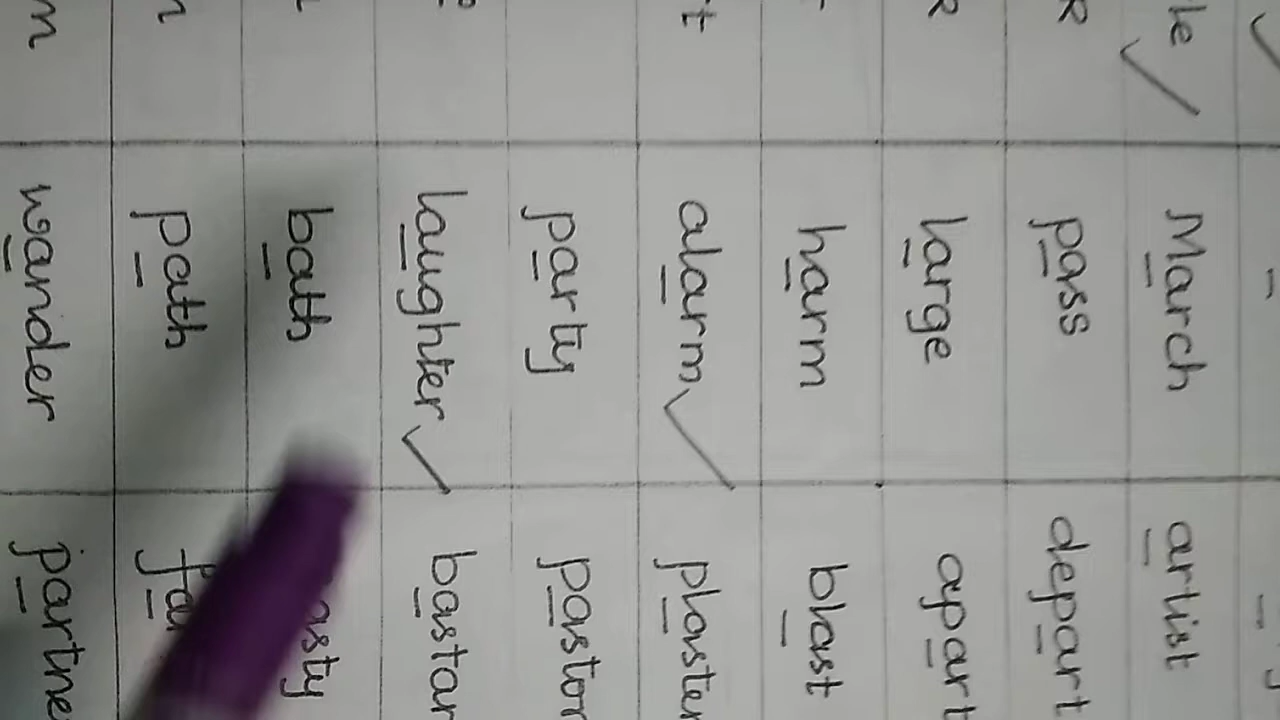 March artist
pass depart
large apart
harm blast
alarm plaster
party pastor
laughter
bath
path
wander